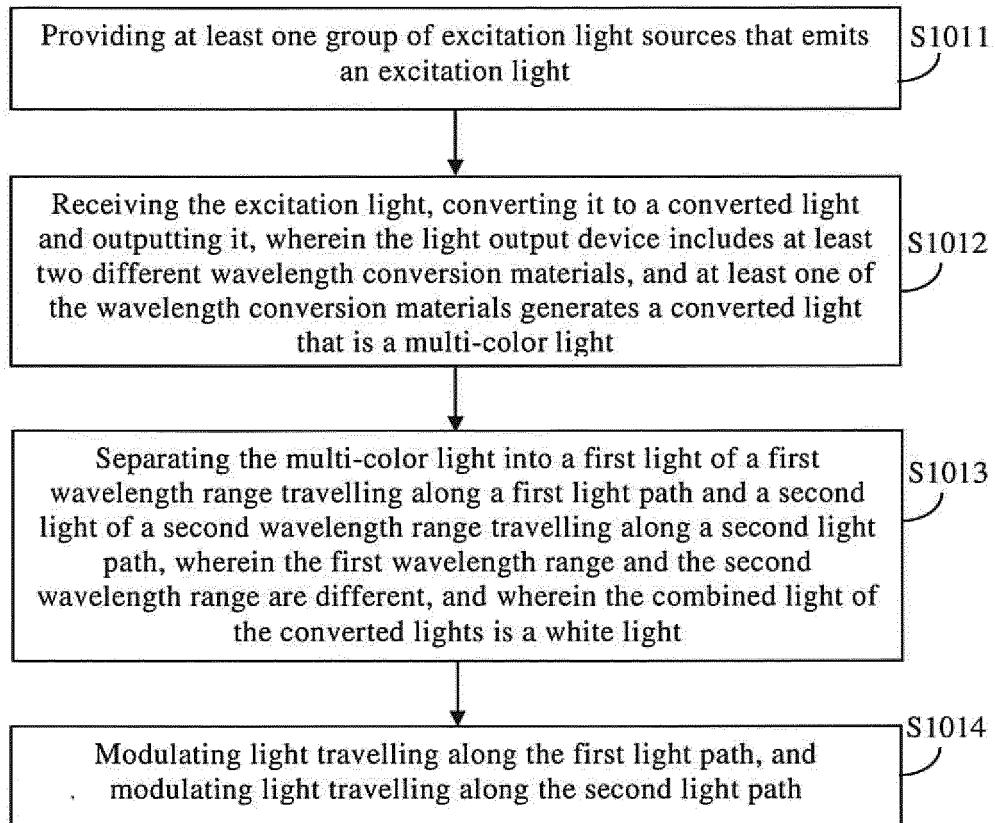 Providing at least one group of excitation light sources that emits
an excitation light
S1011
Receiving the excitation light, converting it to a converted light
and outputting it, wherein the light output device includes at least
two different wavelength conversion materials, and at least one of
the wavelength conversion materials generates a converted light
that is a multi-color light
S1012
Separating the multi-color light into a first light of a first
wavelength range travelling along a first light path and a second
light of a second wavelength range travelling along a second light
path, wherein the first wavelength range and the second
wavelength range are different, and wherein the combined light of
the converted lights is a white light
S1013
Modulating light travelling along the first light path, and
modulating light travelling along the second light path
S1014